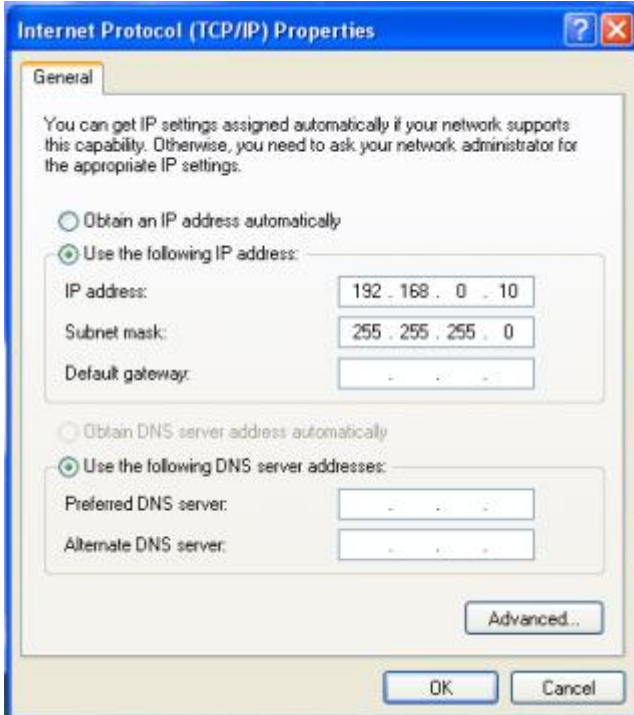 Internet Protocol (TCP/IP) Properties
General
You can get IP settings assigned automatically if your network supports
this capability. Otherwise, you need to ask your network administrator for
the appropriate IP settings.
Obtain an IP address automatically
Use the following IP address:
IP address: 192 . 168 . 0 . 10
Subnet mask: 255 . 255 . 255 . 0
Default gateway: . . .
Obtain DNS server address automatically
Use the following DNS server addresses:
Preferred DNS server: . . .
Alternate DNS server: . . .
Advanced...
OK Cancel